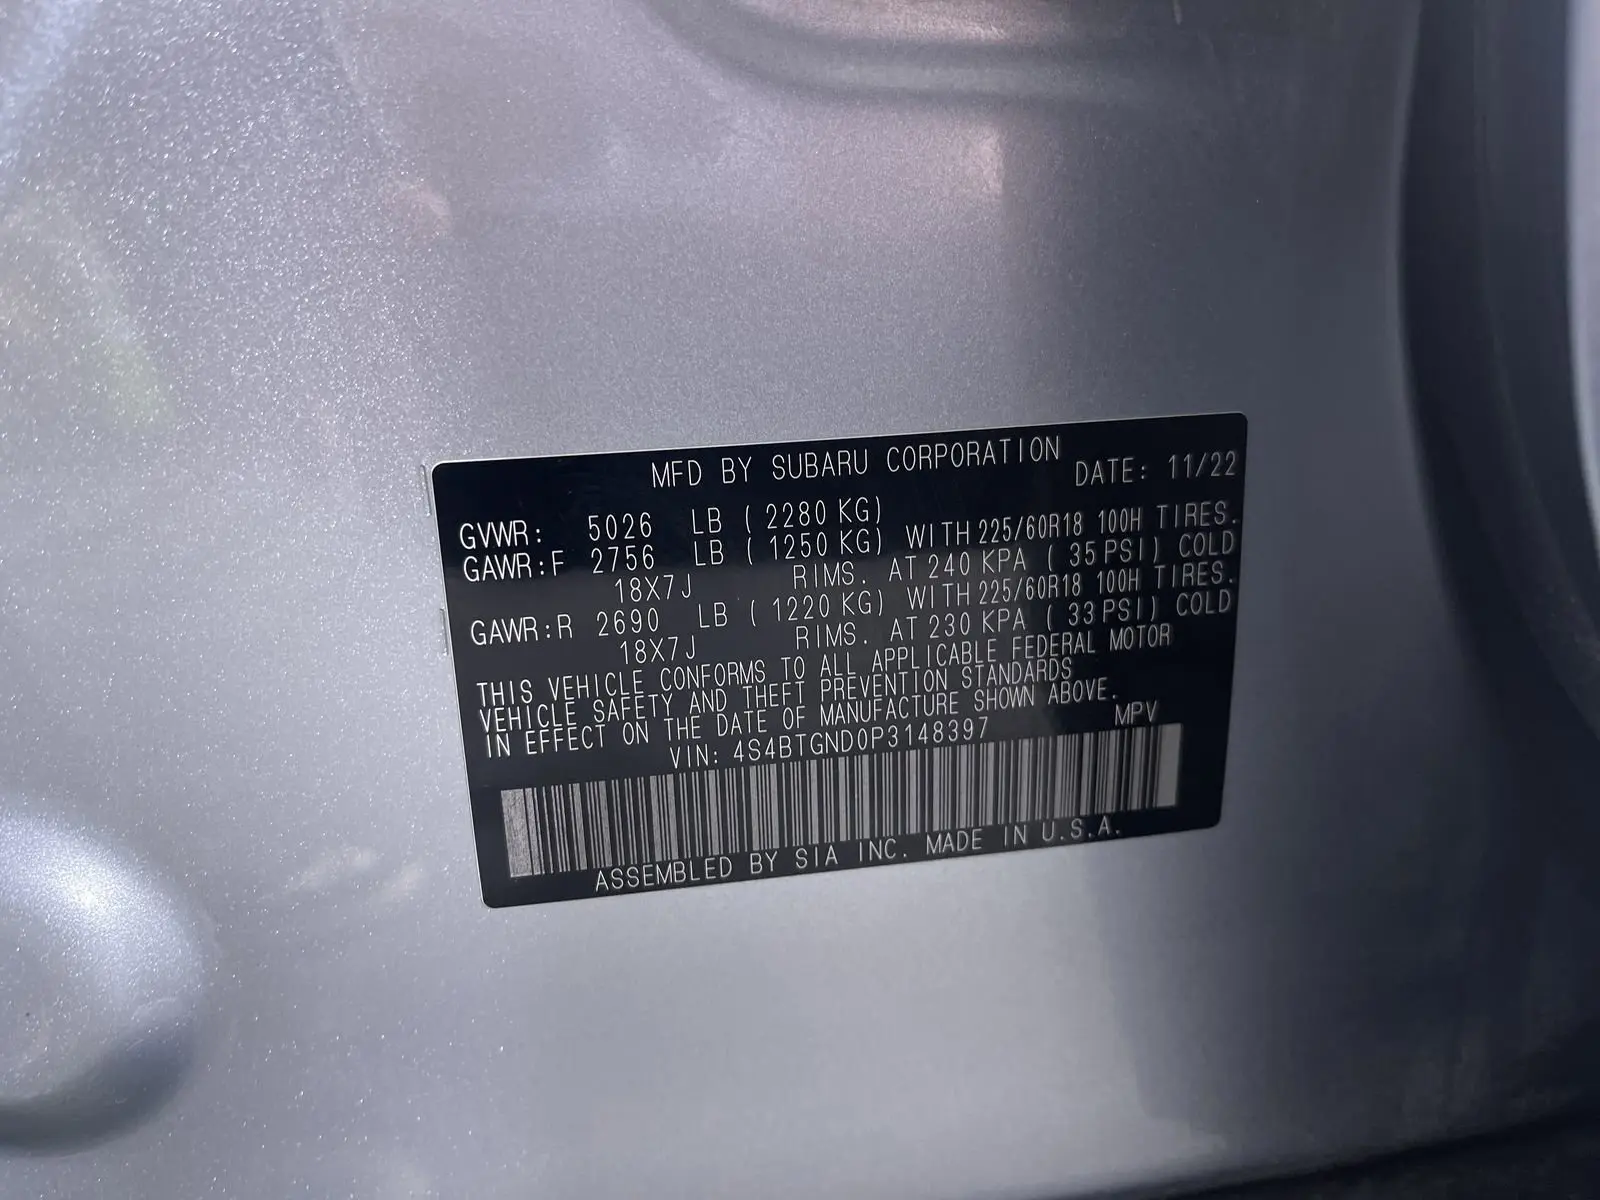 MFD BY SUBARU CORPORATION DATE: 11/22
GVWR: 5026 LB ( 2280 KG)
GAWR:F 2756 LB ( 1250 KG) WITH 225/60R18 100H TIRES.
18X7J RIMS. AT 240 KPA ( 35 PSI) COLD
GAWR:R 2690 LB ( 1220 KG) WITH 225/60R18 100H TIRES.
18X7J RIMS. AT 230 KPA ( 33 PSI) COLD
THIS VEHICLE CONFORMS TO ALL APPLICABLE FEDERAL MOTOR
VEHICLE SAFETY AND THEFT PREVENTION STANDARDS
IN EFFECT ON THE DATE OF MANUFACTURE SHOWN ABOVE.
VIN: 4S4BTGND0P3148397 MPV
ASSEMBLED BY SIA INC. MADE IN U.S.A.